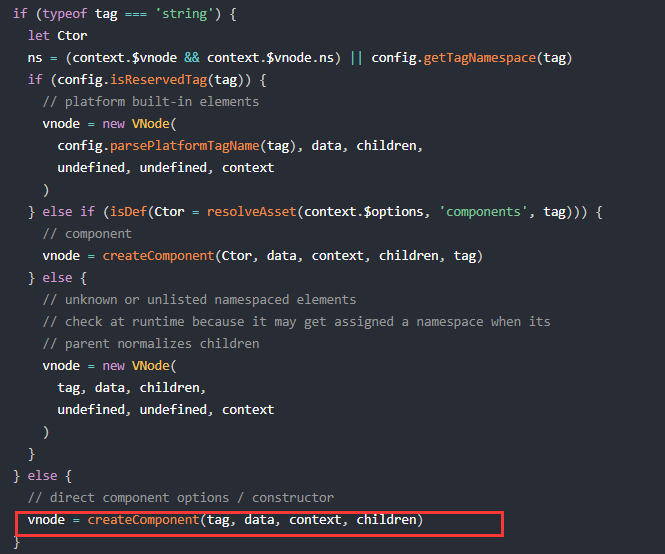 if (typeof tag === 'string') {
let Ctor
ns = (context.$vnode && context.$vnode.ns) || config.getTagNamespace(tag)
if (config.isReservedTag(tag)) {
// platform built-in elements
vnode = new VNode(
config.parsePlatformTagName(tag), data, children,
undefined, undefined, context
)
} else if (isDef(Ctor = resolveAsset(context.$options, 'components', tag))) {
// component
vnode = createComponent(Ctor, data, context, children, tag)
} else {
// unknown or unlisted namespaced elements
// check at runtime because it may get assigned a namespace when its
// parent normalizes children
vnode = new VNode(
tag, data, children,
undefined, undefined, context
)
}
} else {
// direct component options / constructor
vnode = createComponent(tag, data, context, children)
}